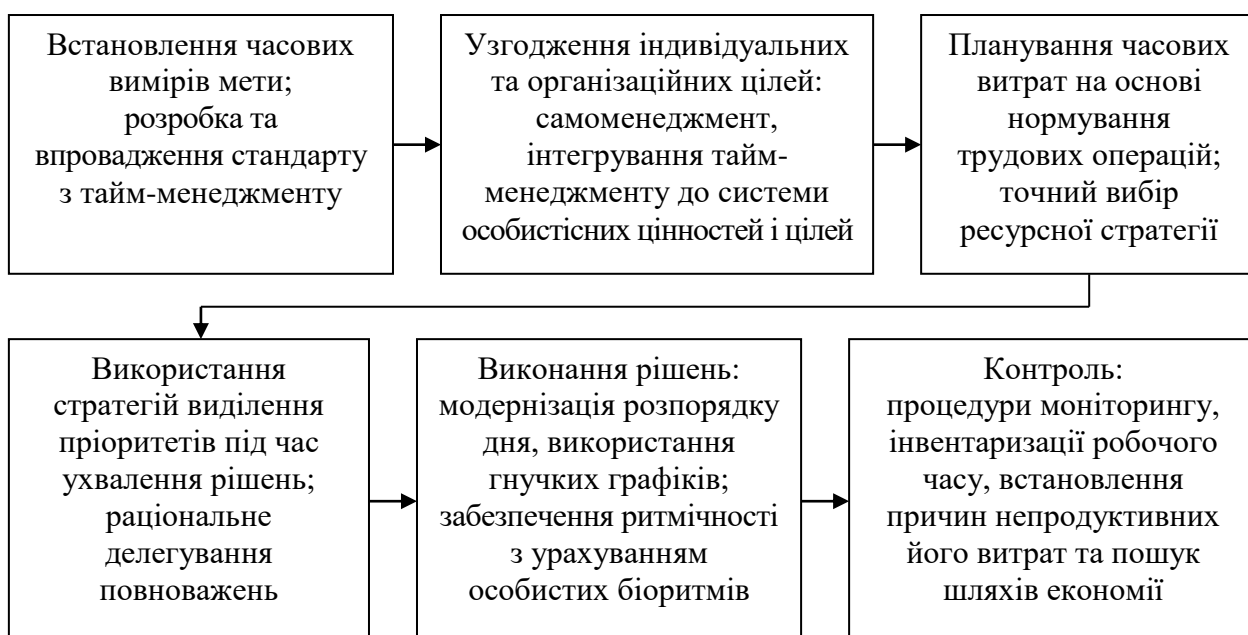 Встановлення часових
вимірів мети;
розробка та
впровадження стандарту
з тайм-менеджменту
Узгодження індивідуальних
та організаційних цілей:
самоменеджмент,
інтегрування тайм-
менеджменту до системи
особистісних цінностей і цілей
Планування часових
витрат на основі
нормування
трудових операцій;
точний вибір
ресурсної стратегії
Використання
стратегій виділення
пріоритетів під час
ухвалення рішень;
раціональне
делегування
повноважень
Виконання рішень:
модернізація розпорядку
дня, використання
гнучких графіків;
забезпечення ритмічності
з урахуванням
особистих біоритмів
Контроль:
процедури моніторингу,
інвентаризації робочого
часу, встановлення
причин непродуктивних
його витрат та пошук
шляхів економії